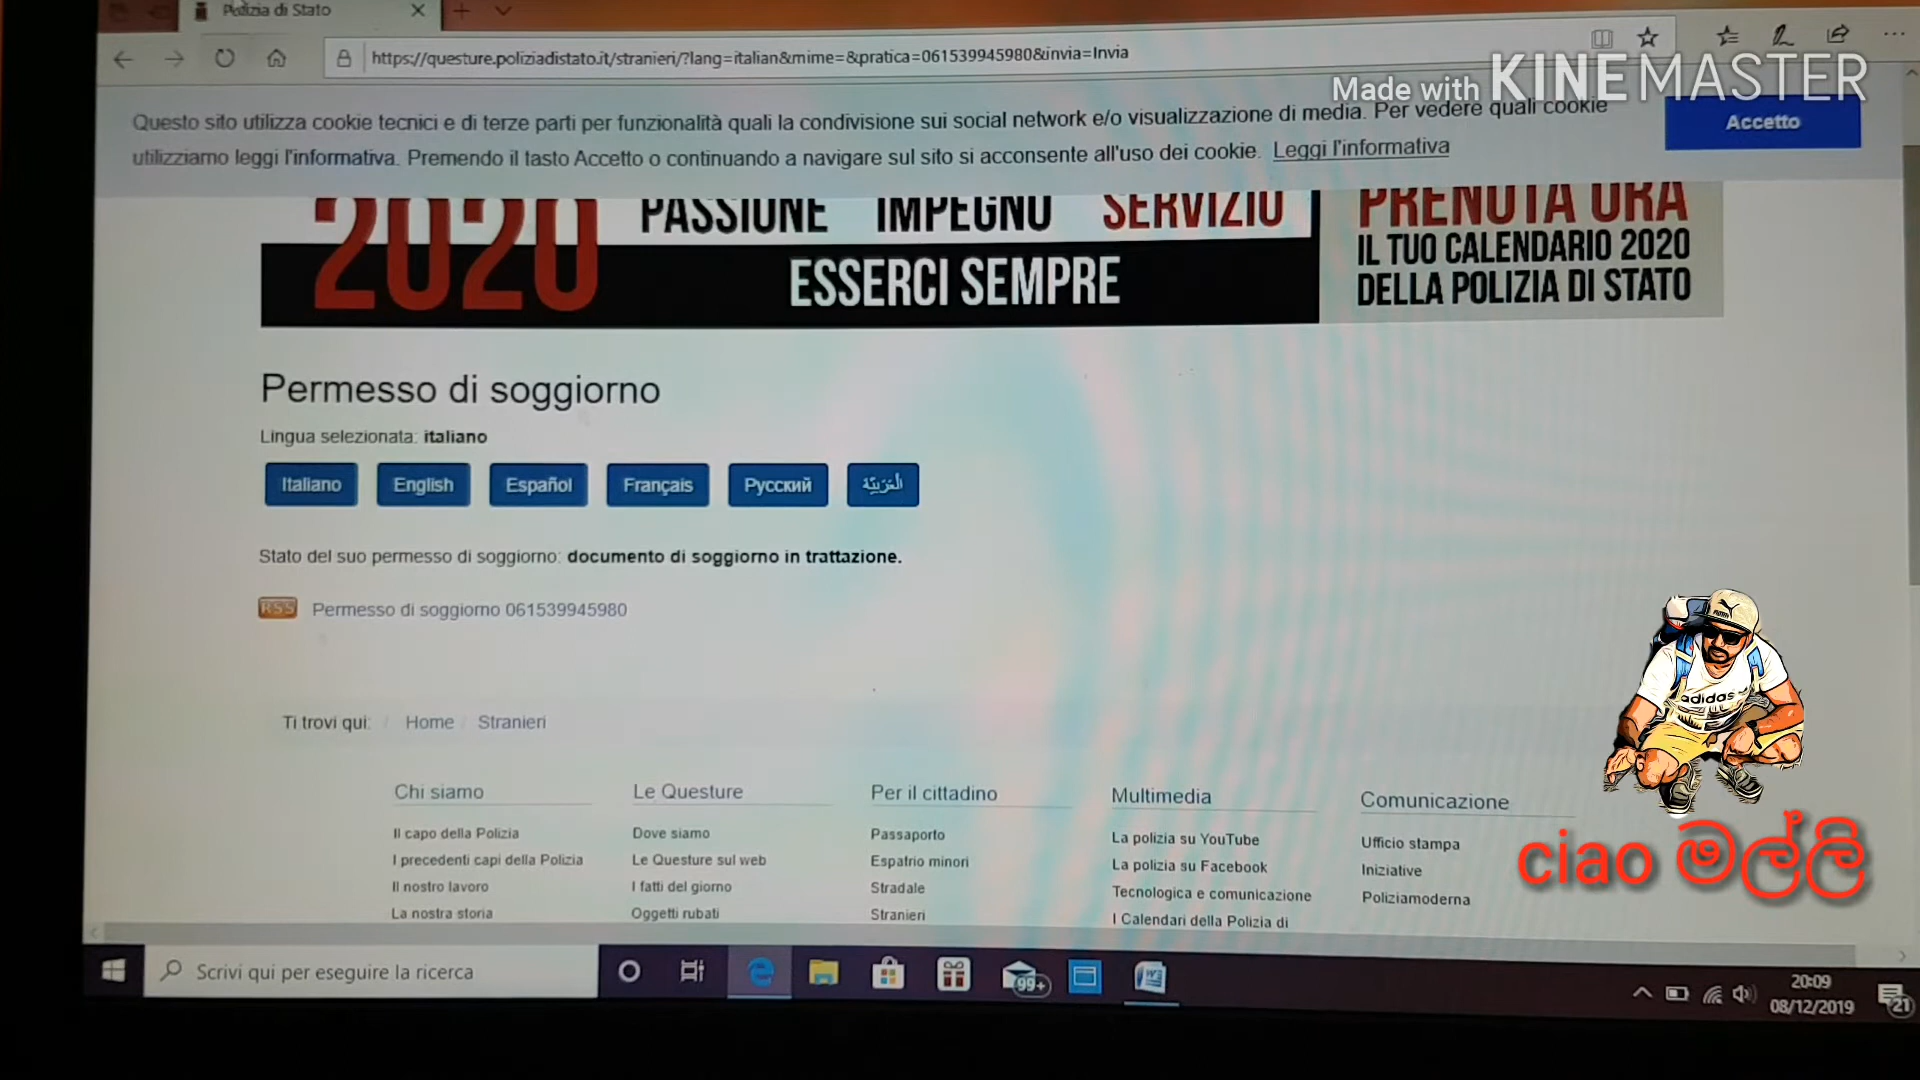 Polizia di Stato
https://questure.poliziadistato.it/stranieri/?lang=italian&mime=&pratica=061539945980&invia=Invia
Made with KINEMASTER
Questo sito utilizza cookie tecnici e di terze parti per funzionalità quali la condivisione sui social network e/o visualizzazione di media. Per vedere quali cookie
utilizziamo leggi l'informativa. Premendo il tasto Accetto o continuando a navigare sul sito si acconsente all'uso dei cookie. Leggi l'informativa
Accetto
2020 PASSIONE IMPEGNO SERVIZIO
ESSERCI SEMPRE
PRENOTA ORA
IL TUO CALENDARIO 2020
DELLA POLIZIA DI STATO
Permesso di soggiorno
Lingua selezionata: italiano
Italiano English Español Français Русский العَرَبِيَّة
Stato del suo permesso di soggiorno: documento di soggiorno in trattazione.
RSS Permesso di soggiorno 061539945980
adidas
Ti trovi qui: / Home / Stranieri
Chi siamo
Il capo della Polizia
I precedenti capi della Polizia
Il nostro lavoro
La nostra storia
Le Questure
Dove siamo
Le Questure sul web
I fatti del giorno
Oggetti rubati
Per il cittadino
Passaporto
Espatrio minori
Stradale
Stranieri
Multimedia
La polizia su YouTube
La polizia su Facebook
Tecnologica e comunicazione
I Calendari della Polizia di
Comunicazione
Ufficio stampa
Iniziative
Poliziamoderna
ciao මල්ලි
Scrivi qui per eseguire la ricerca
99+
20:09
08/12/2019
21